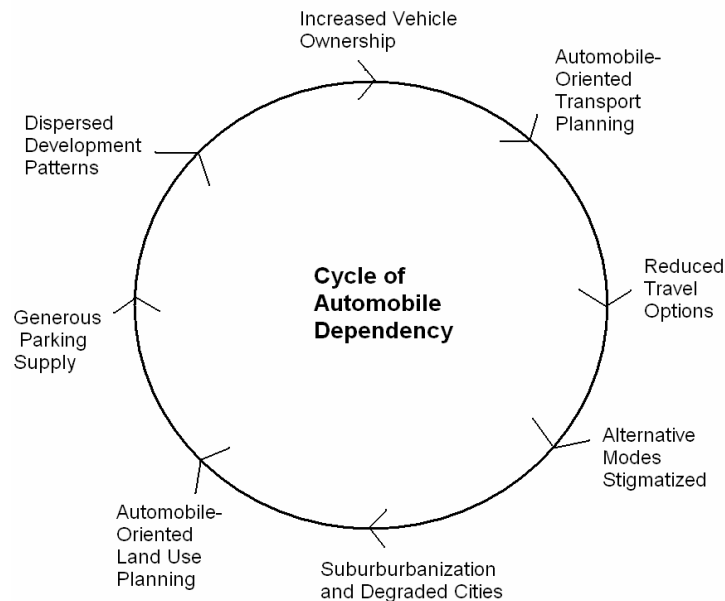 Increased Vehicle
Ownership
Automobile-
Oriented
Transport
Planning
Reduced
Travel
Options
Alternative
Modes
Stigmatized
Suburburbanization
and Degraded Cities
Automobile-
Oriented
Land Use
Planning
Generous
Parking
Supply
Dispersed
Development
Patterns
Cycle of
Automobile
Dependency